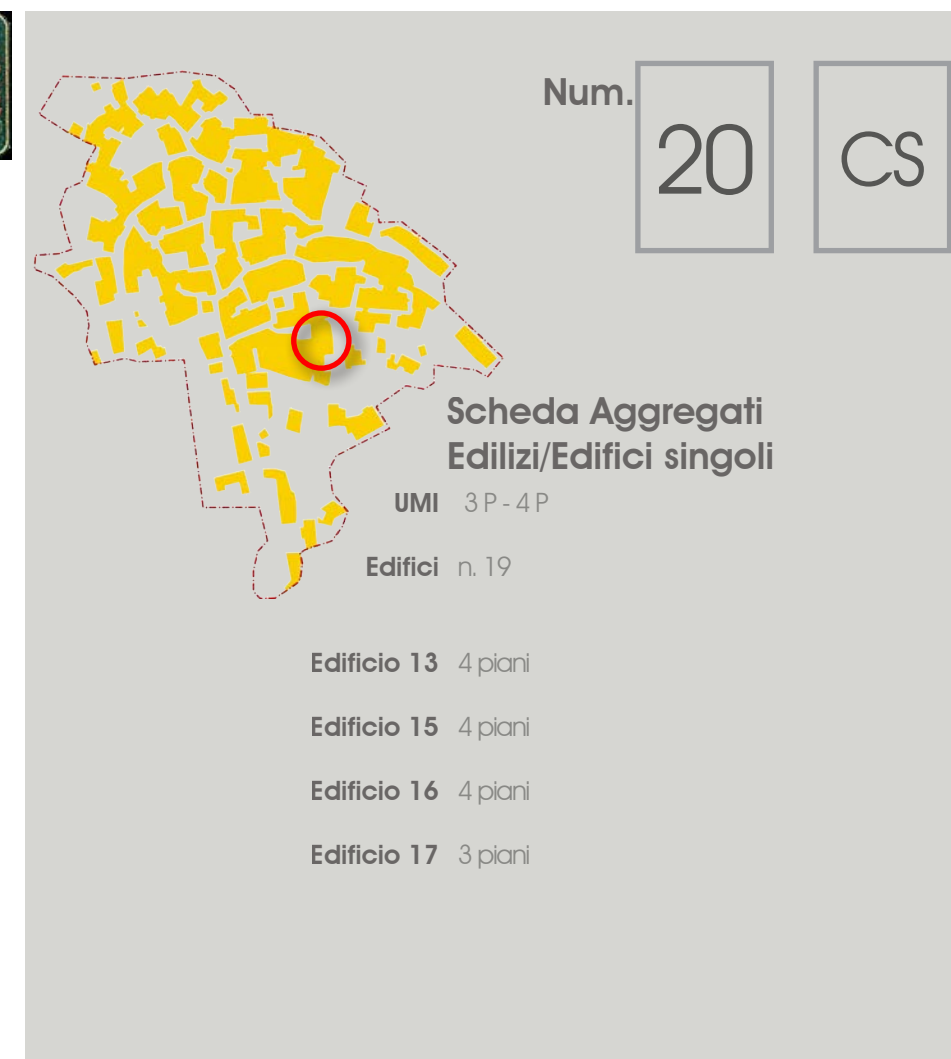 Num.
20
CS
Scheda Aggregati
Edilizi/Edifici singoli
UMI 3 P - 4 P
Edifici n. 19
Edificio 13 4 piani
Edificio 15 4 piani
Edificio 16 4 piani
Edificio 17 3 piani